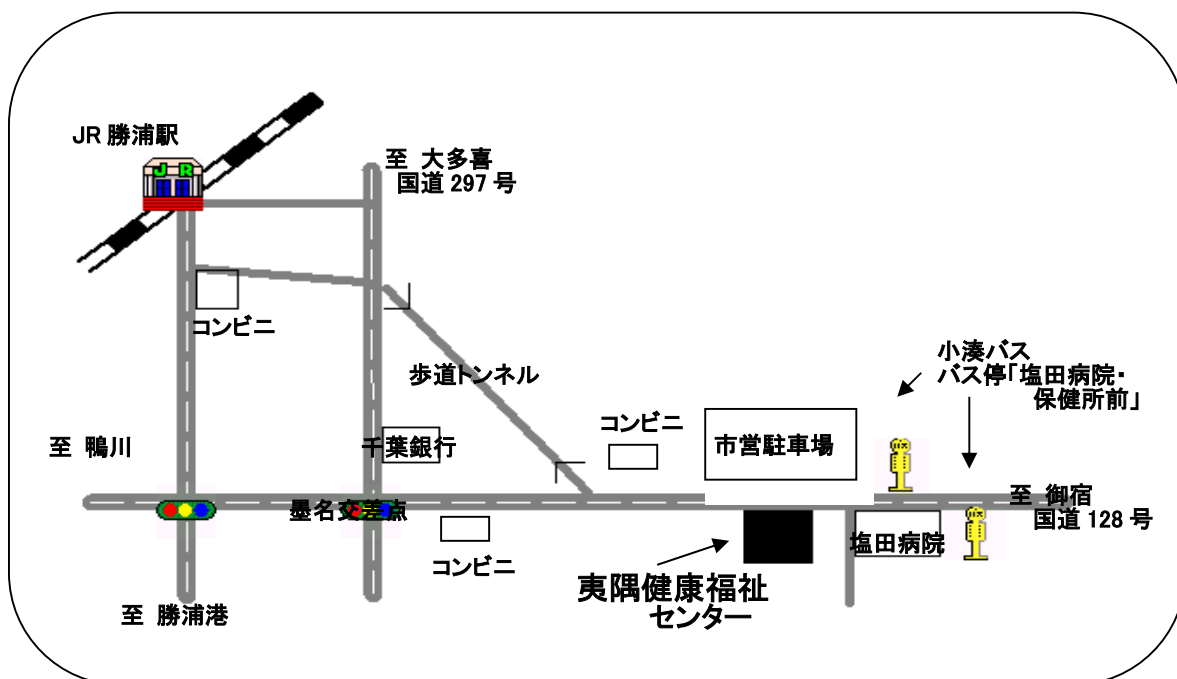 JR 勝浦駅
JR
至 大多喜
国道 297 号
コンビニ
歩道トンネル
小湊バス
バス停「塩田病院・
保健所前」
コンビニ
至 鴨川
千葉銀行
市営駐車場
墨名交差点
至 御宿
国道 128 号
コンビニ
塩田病院
夷隅健康福祉
センター
至 勝浦港